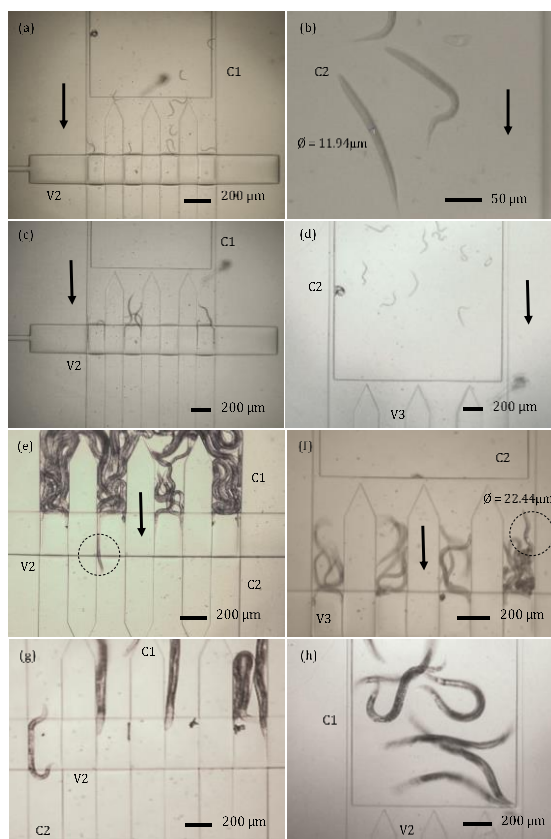 (a)
C1
V2
200 µm
(b)
C2
Ø = 11.94µm
50 µm
(c)
C1
V2
200 µm
(d)
C2
V3
200 µm
(e)
C1
V2
C2
200 µm
(f)
C2
Ø = 22.44µm
V3
200 µm
(g)
C1
V2
C2
200 µm
(h)
C1
V2
200 µm